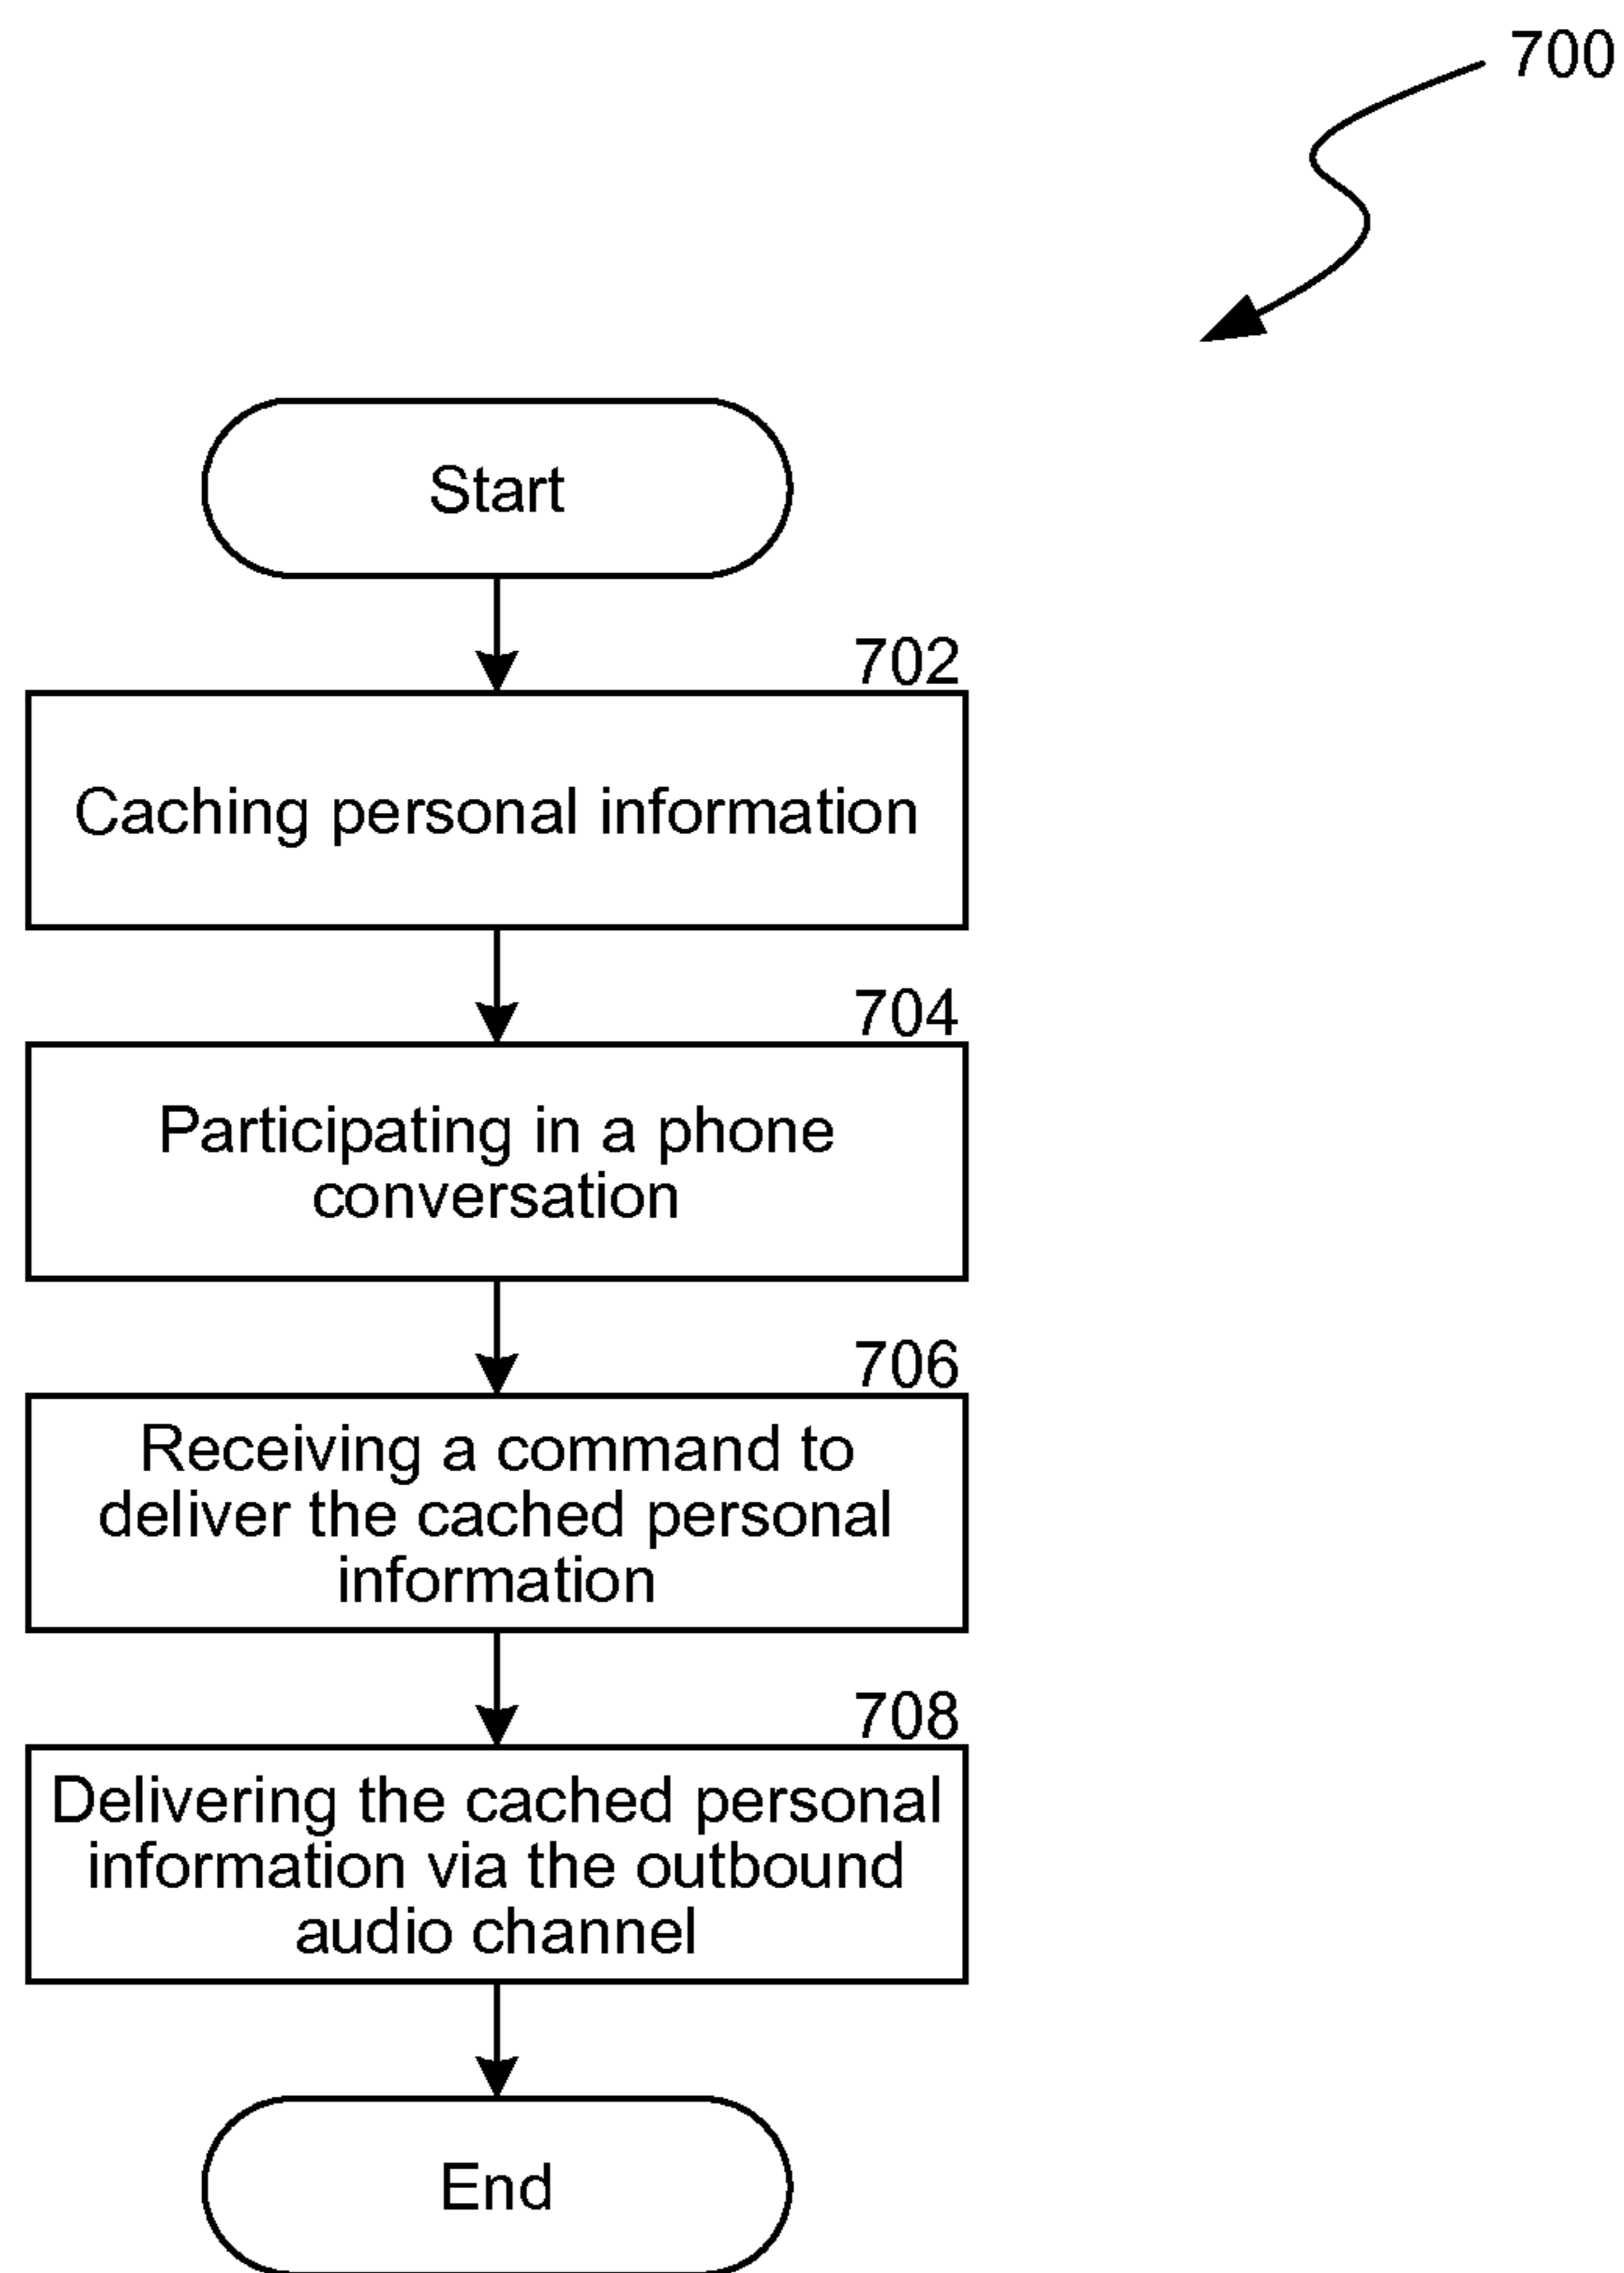 700
Start
702
Caching personal information
704
Participating in a phone
conversation
706
Receiving a command to
deliver the cached personal
information
708
Delivering the cached personal
information via the outbound
audio channel
End